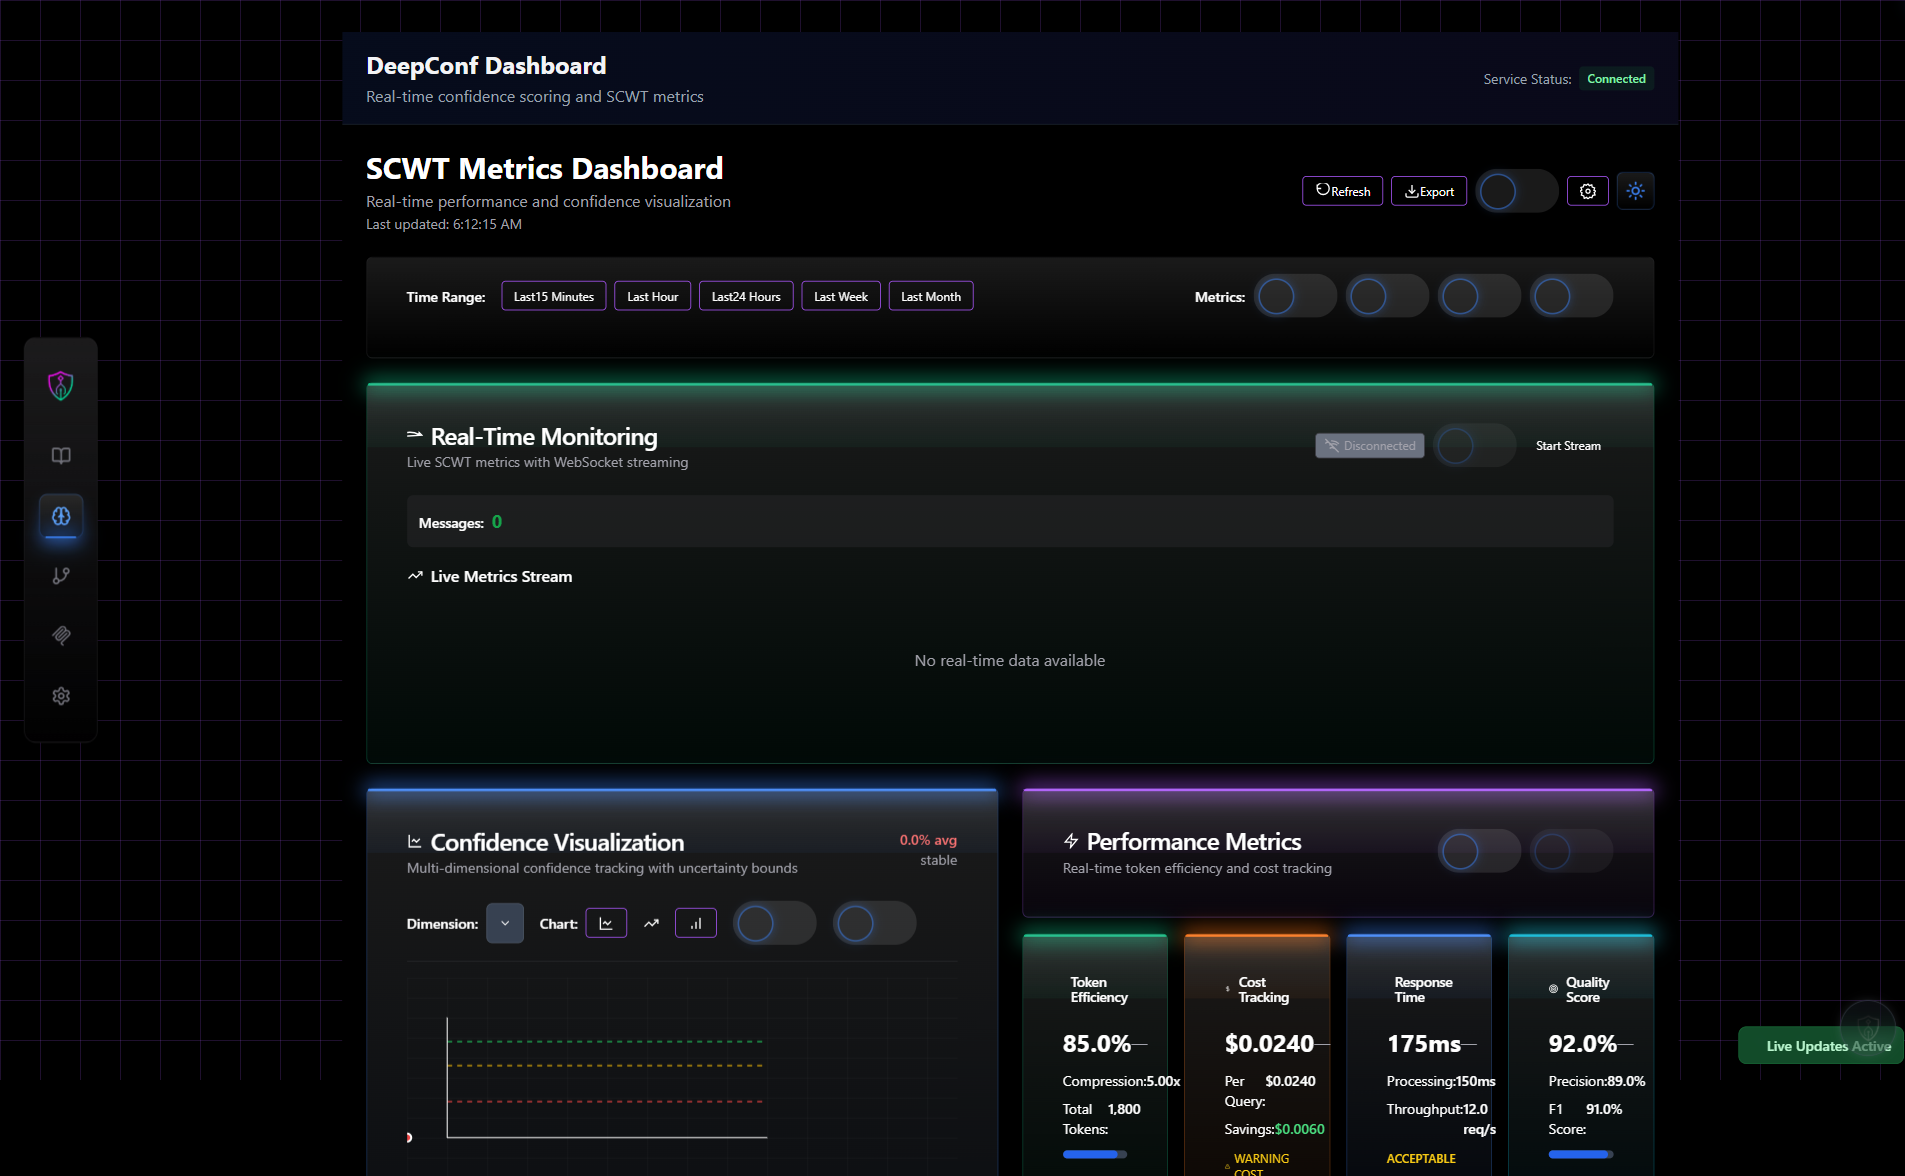 DeepConf Dashboard
Real-time confidence scoring and SCWT metrics
Service Status: Connected
SCWT Metrics Dashboard
Real-time performance and confidence visualization
Last updated: 6:12:15 AM
Refresh
Export
Time Range: Last15 Minutes Last Hour Last24 Hours Last Week Last Month
Metrics:
Real-Time Monitoring
Live SCWT metrics with WebSocket streaming
Disconnected
Start Stream
Messages: 0
Live Metrics Stream
No real-time data available
Confidence Visualization
Multi-dimensional confidence tracking with uncertainty bounds
0.0% avg
stable
Dimension:
Chart:
Performance Metrics
Real-time token efficiency and cost tracking
Token
Efficiency
85.0%
Compression:5.00x
Total 1,800
Tokens:
$ Cost
Tracking
$0.0240
Per $0.0240
Query:
Savings:$0.0060
WARNING
COST
Response
Time
175ms
Processing:150ms
Throughput:12.0
req/s
ACCEPTABLE
Quality
Score
92.0%
Precision:89.0%
F1 91.0%
Score:
Live Updates Active